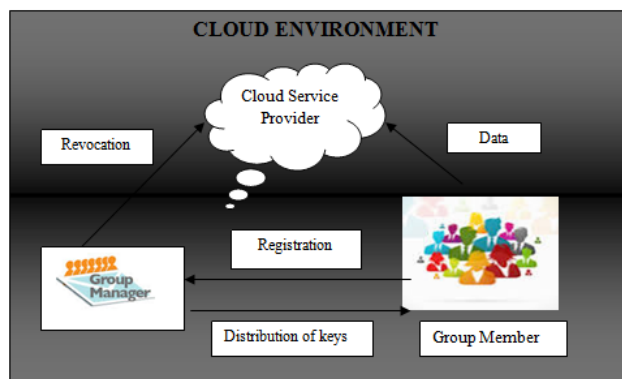 CLOUD ENVIRONMENT
Cloud Service
Provider
Revocation
Data
Registration
Group
Manager
Distribution of keys
Group Member